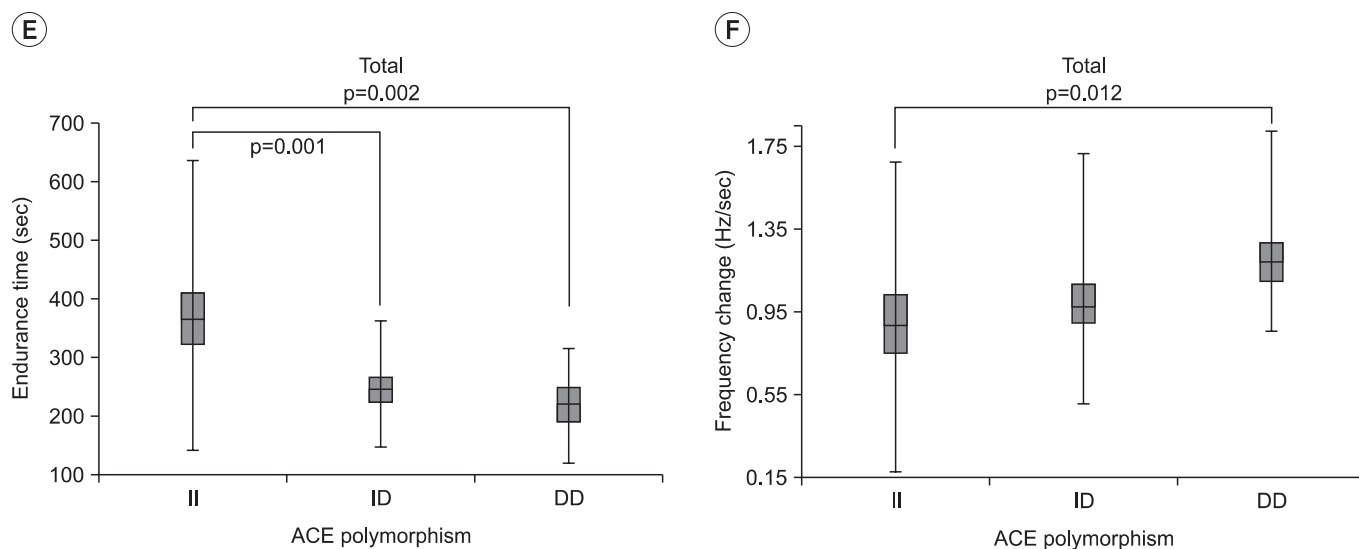 E
Total
p=0.002
p=0.001
Endurance time (sec)
700
600
500
400
300
200
100
II
ID
DD
ACE polymorphism
F
Total
p=0.012
Frequency change (Hz/sec)
1.75
1.35
0.95
0.55
0.15
II
ID
DD
ACE polymorphism